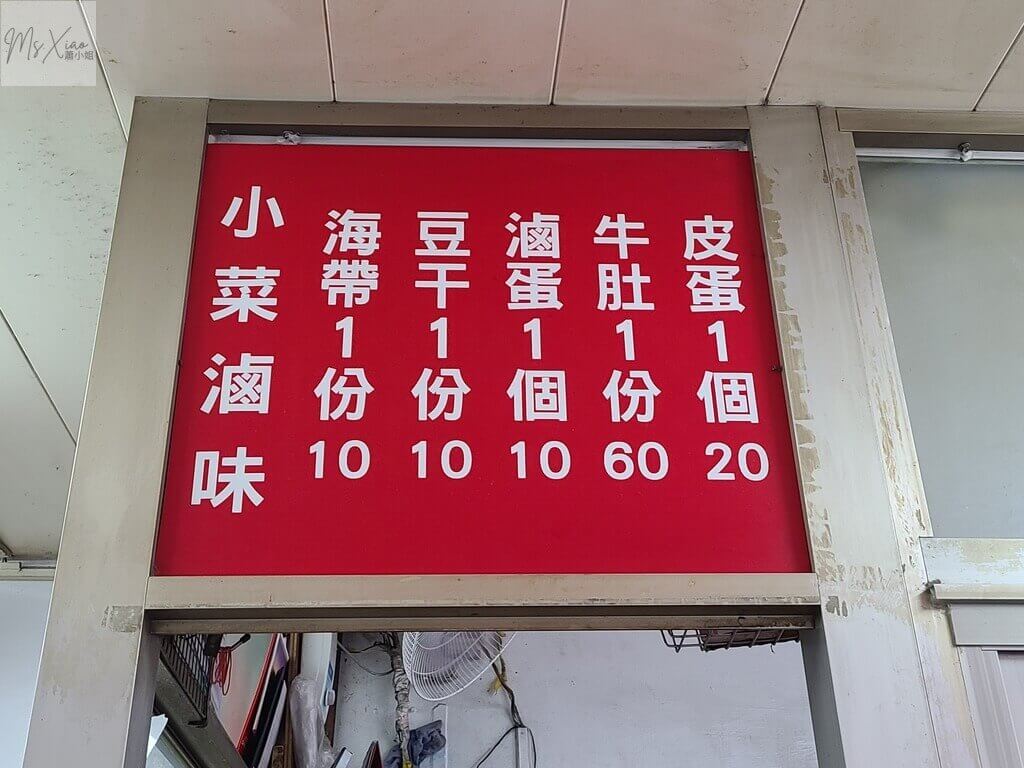 Ms.Xiao
蕭小姐
小菜滷味
海帶1份10
豆干1份10
滷蛋1個10
牛肚1份60
皮蛋1個20